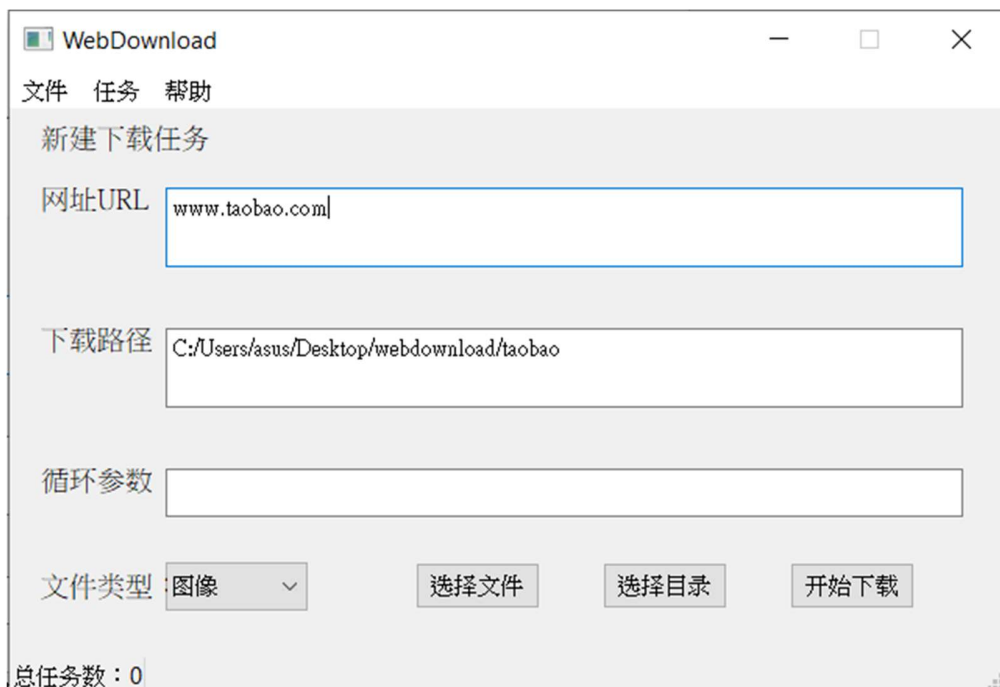 WebDownload
文件 任务 帮助
新建下载任务
网址URL www.taobao.com
下载路径 C:/Users/asus/Desktop/webdownload/taobao
循环参数
文件类型：图像 选择文件 选择目录 开始下载
总任务数：0